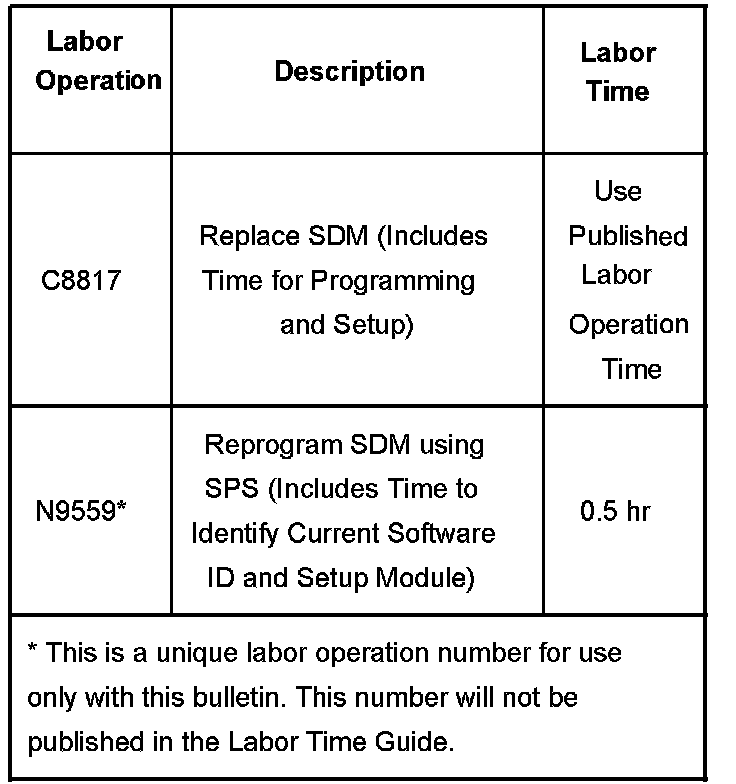 Labor
Operation
Description
Labor
Time
C8817
Replace SDM (Includes
Time for Programming
and Setup)
Use
Published
Labor
Operation
Time
N9559*
Reprogram SDM using
SPS (Includes Time to
Identify Current Software
ID and Setup Module)
0.5 hr
* This is a unique labor operation number for use
only with this bulletin. This number will not be
published in the Labor Time Guide.